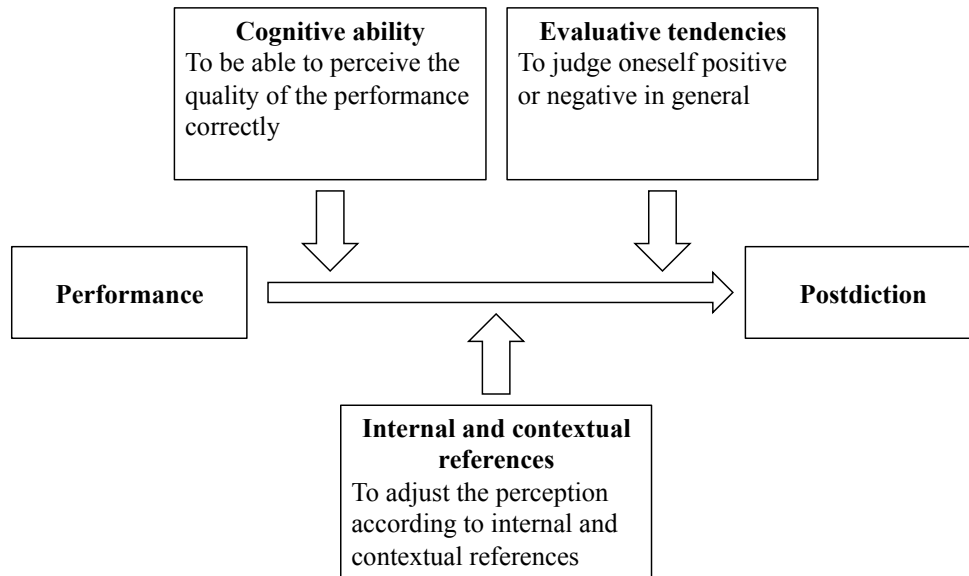 Cognitive ability
To be able to perceive the
quality of the performance
correctly
Evaluative tendencies
To judge oneself positive
or negative in general
Performance
Postdiction
Internal and contextual
references
To adjust the perception
according to internal and
contextual references